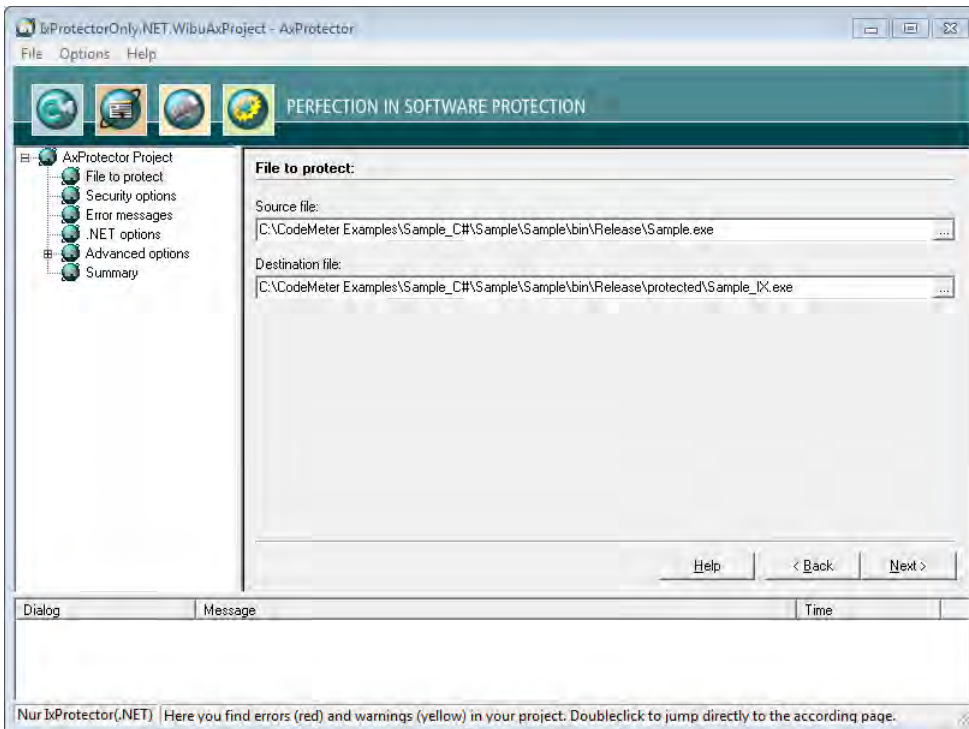 IxProtectorOnly.NET.WibuAxProject - AxProtector
File Options Help
PERFECTION IN SOFTWARE PROTECTION
AxProtector Project
File to protect
Security options
Error messages
.NET options
Advanced options
Summary
File to protect:
Source file:
C:\CodeMeter Examples\Sample_C#\Sample\Sample\bin\Release\Sample.exe
...
Destination file:
C:\CodeMeter Examples\Sample_C#\Sample\Sample\bin\Release\protected\Sample_IX.exe
...
Help < Back Next >
Dialog Message Time
Nur IxProtector(.NET) Here you find errors (red) and warnings (yellow) in your project. Doubleclick to jump directly to the according page.